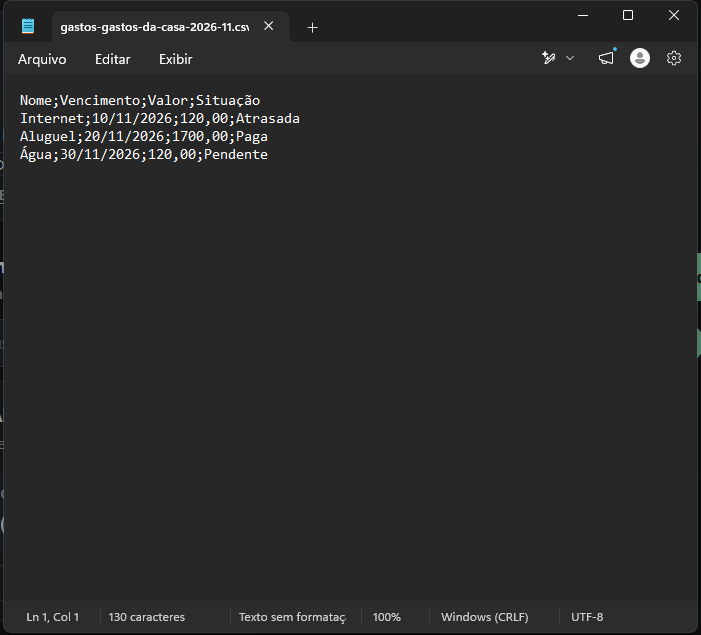 gastos-gastos-da-casa-2026-11.csv
Arquivo Editar Exibir
Nome;Vencimento;Valor;Situação
Internet;10/11/2026;120,00;Atrasada
Aluguel;20/11/2026;1700,00;Paga
Água;30/11/2026;120,00;Pendente
Ln 1, Col 1 130 caracteres Texto sem formataç 100% Windows (CRLF) UTF-8